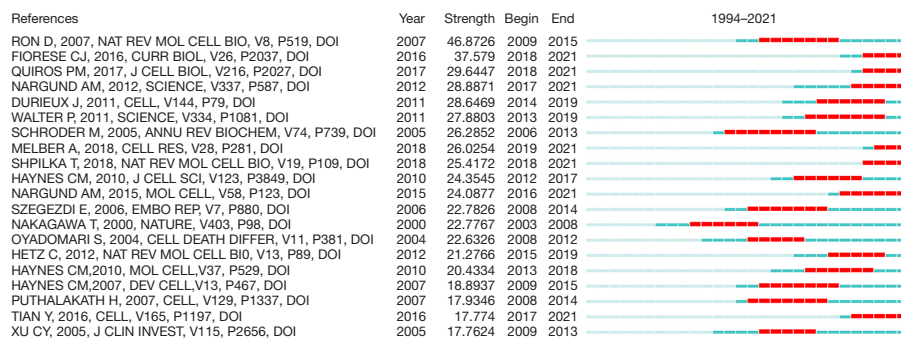 References Year Strength Begin End 1994–2021
RON D, 2007, NAT REV MOL CELL BIO, V8, P519, DOI 2007 46.8726 2009 2015
FIORESE CJ, 2016, CURR BIOL, V26, P2037, DOI 2016 37.579 2018 2021
QUIROS PM, 2017, J CELL BIOL, V216, P2027, DOI 2017 29.6447 2018 2021
NARGUND AM, 2012, SCIENCE, V337, P587, DOI 2012 28.8871 2017 2021
DURIEUX J, 2011, CELL, V144, P79, DOI 2011 28.6469 2014 2019
WALTER P, 2011, SCIENCE, V334, P1081, DOI 2011 27.8803 2013 2019
SCHRODER M, 2005, ANNU REV BIOCHEM, V74, P739, DOI 2005 26.2852 2006 2013
MELBER A, 2018, CELL RES, V28, P281, DOI 2018 26.0254 2019 2021
SHPILKA T, 2018, NAT REV MOL CELL BIO, V19, P109, DOI 2018 25.4172 2018 2021
HAYNES CM, 2010, J CELL SCI, V123, P3849, DOI 2010 24.3545 2012 2017
NARGUND AM, 2015, MOL CELL, V58, P123, DOI 2015 24.0877 2016 2021
SZEGEZDI E, 2006, EMBO REP, V7, P880, DOI 2006 22.7826 2008 2014
NAKAGAWA T, 2000, NATURE, V403, P98, DOI 2000 22.7767 2003 2008
OYADOMARI S, 2004, CELL DEATH DIFFER, V11, P381, DOI 2004 22.6326 2008 2012
HETZ C, 2012, NAT REV MOL CELL BI0, V13, P89, DOI 2012 21.2766 2015 2019
HAYNES CM,2010, MOL CELL,V37, P529, DOI 2010 20.4334 2013 2018
HAYNES CM,2007, DEV CELL,V13, P467, DOI 2007 18.8937 2009 2015
PUTHALAKATH H, 2007, CELL, V129, P1337, DOI 2007 17.9346 2008 2014
TIAN Y, 2016, CELL, V165, P1197, DOI 2016 17.774 2017 2021
XU CY, 2005, J CLIN INVEST, V115, P2656, DOI 2005 17.7624 2009 2013